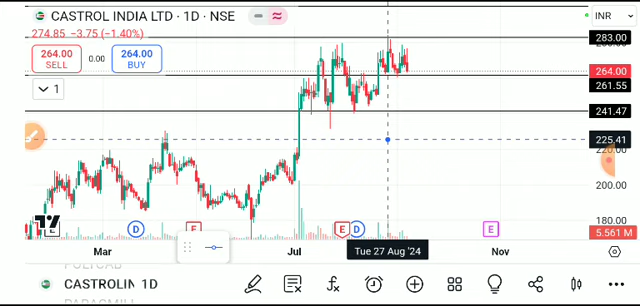 CASTROL INDIA LTD · 1D · NSE
INR
274.85 −3.75 (−1.40%)
283.00
264.00
SELL
0.00
264.00
BUY
264.00
261.55
1
241.47
225.41
220.00
200.00
180.00
D
E
E
D
E
5.561 M
Mar
Jul
Tue 27 Aug '24
Nov
POLYCAB
CASTROLIN 1D